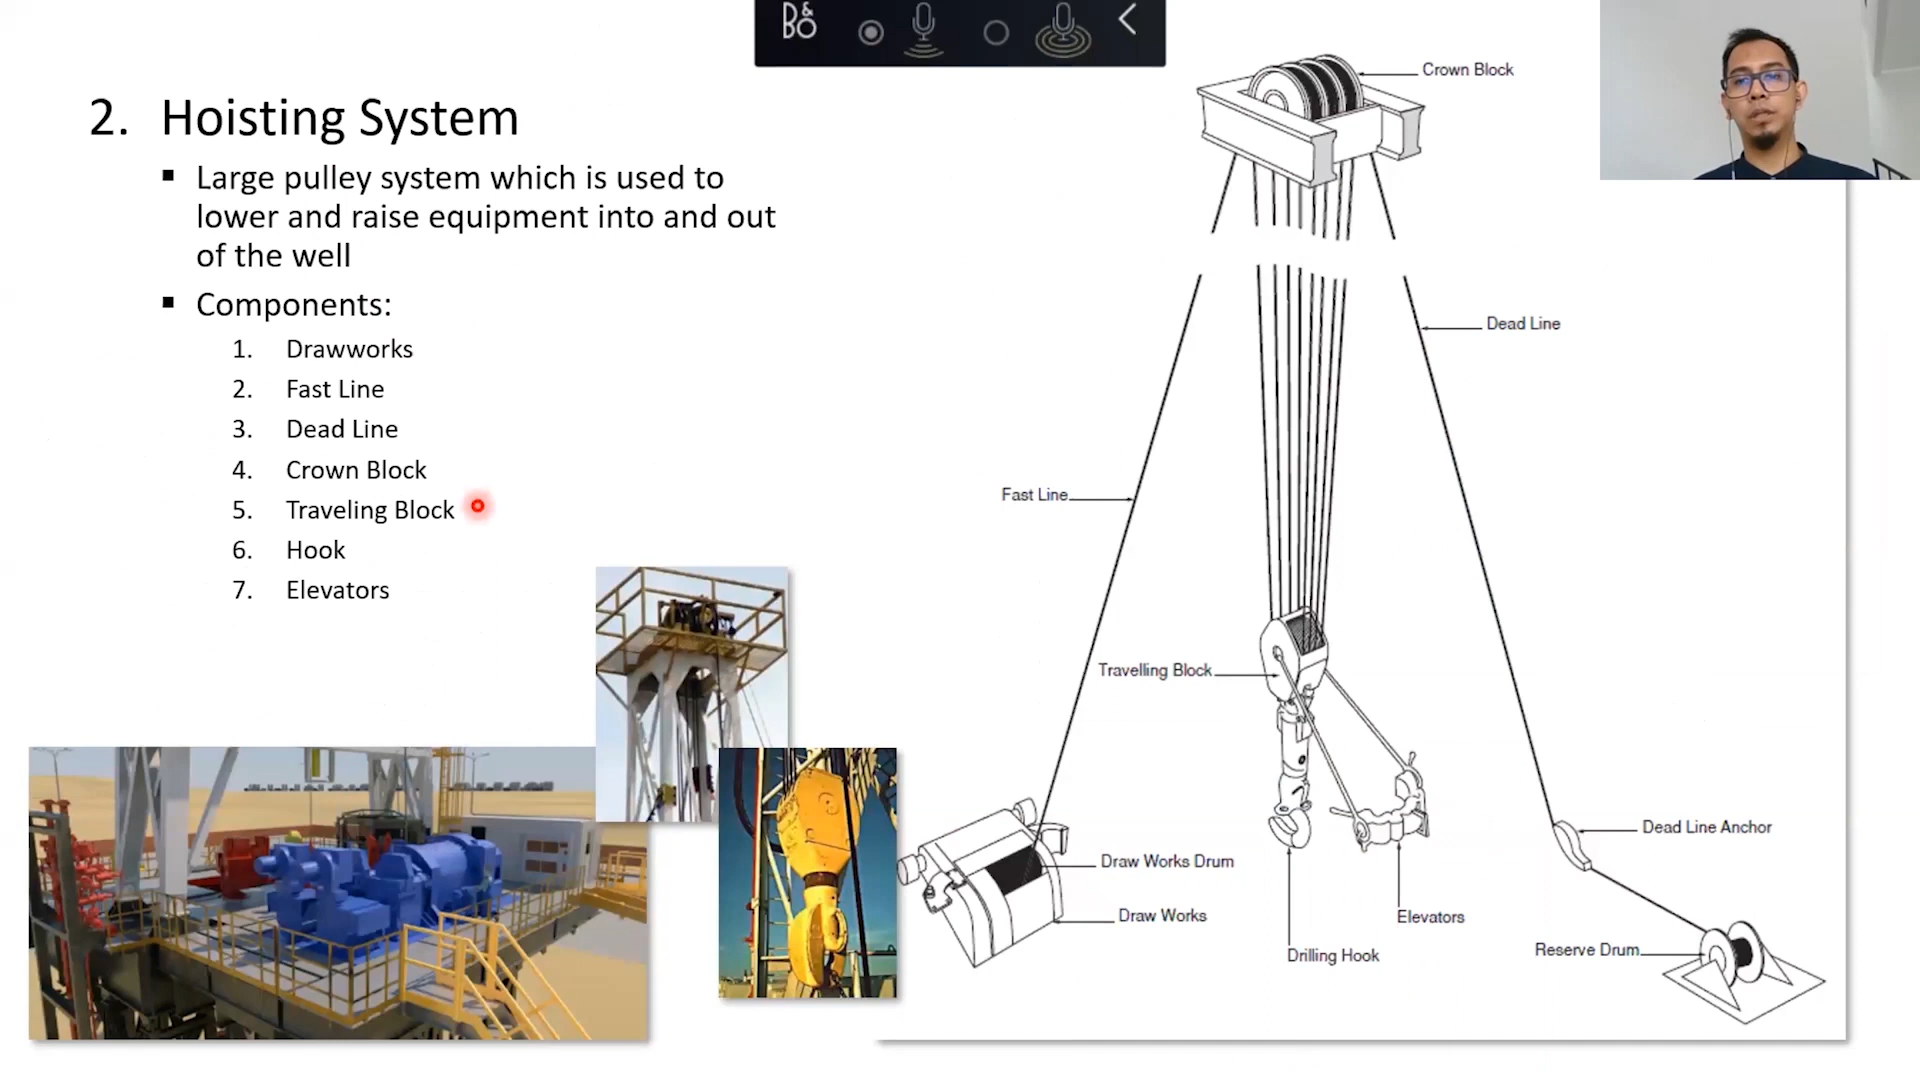 B&O
2. Hoisting System
▪ Large pulley system which is used to
lower and raise equipment into and out
of the well
▪ Components:
1. Drawworks
2. Fast Line
3. Dead Line
4. Crown Block
5. Traveling Block
6. Hook
7. Elevators
Crown Block
Dead Line
Fast Line
Travelling Block
Dead Line Anchor
Draw Works Drum
Draw Works
Elevators
Drilling Hook
Reserve Drum